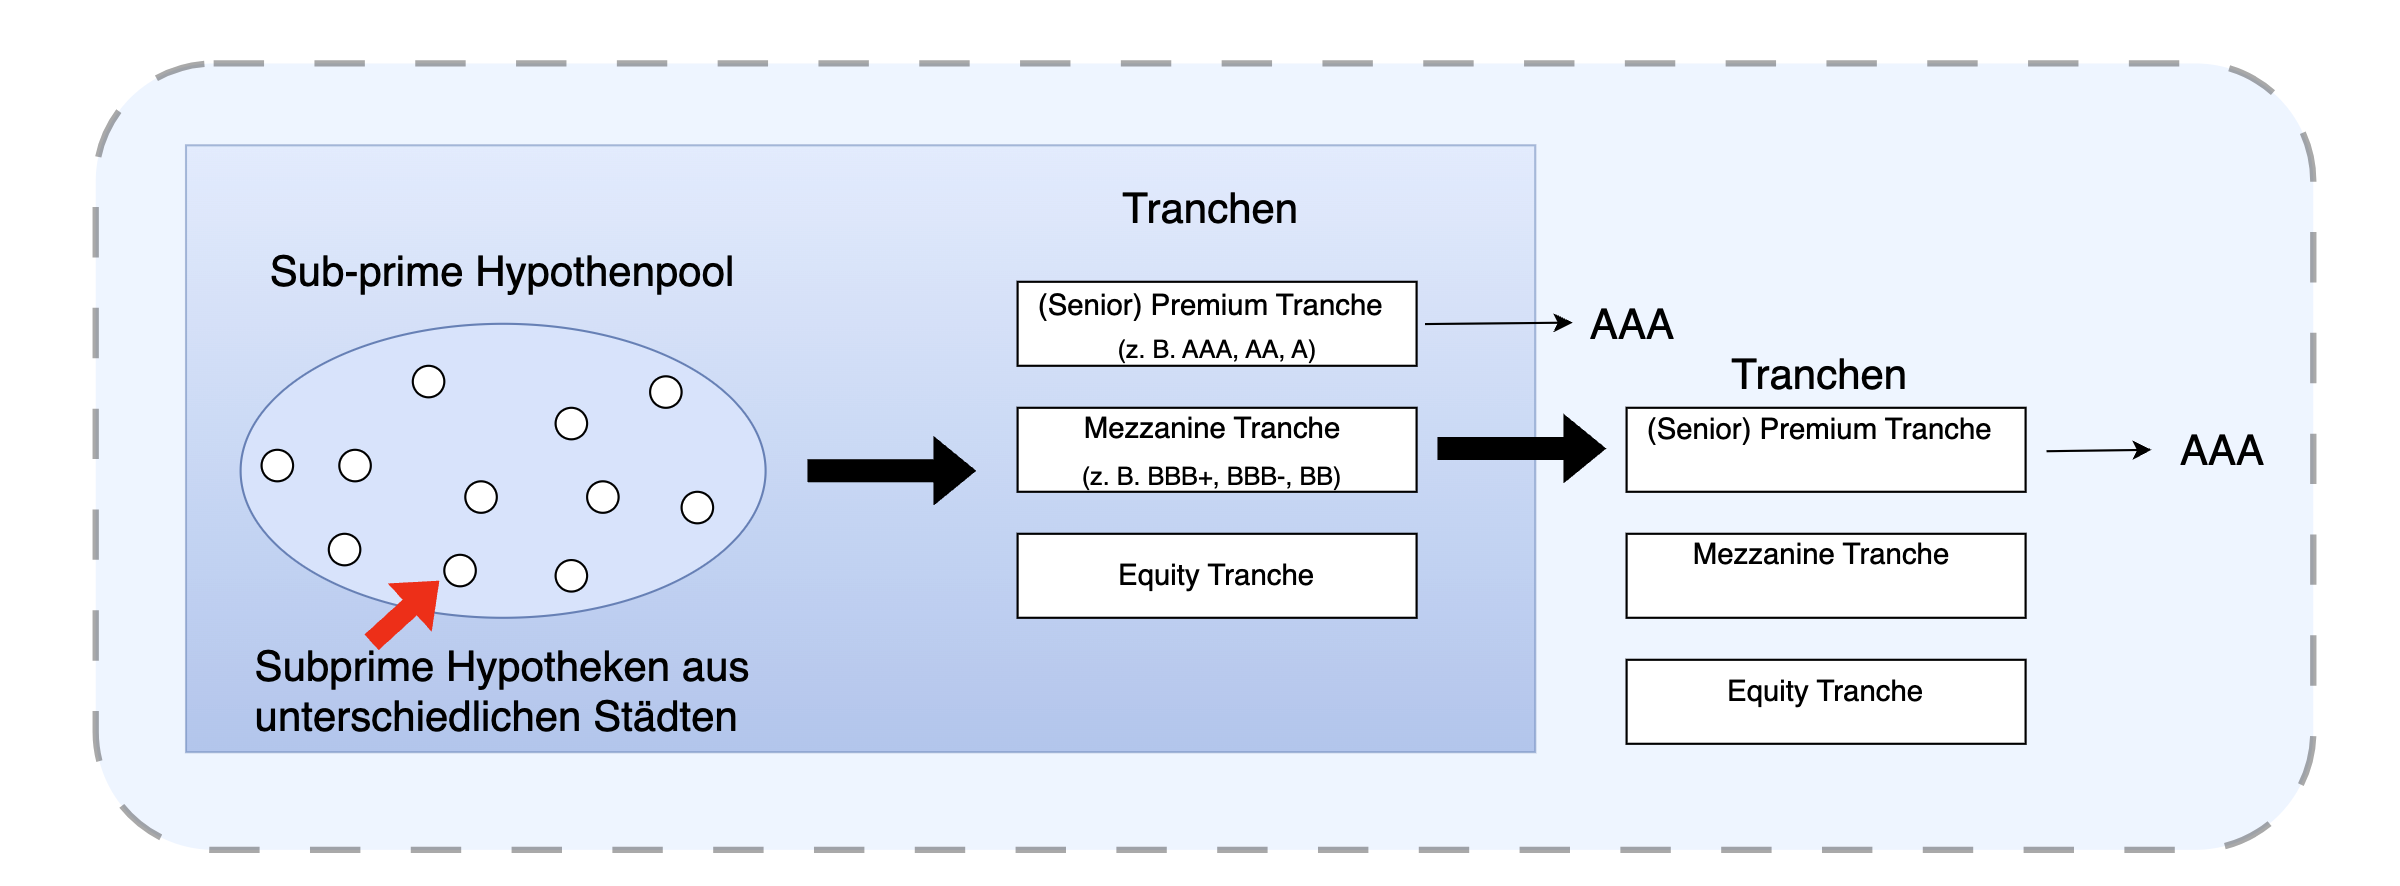 Tranchen
Sub-prime Hypothenpool
(Senior) Premium Tranche
(z. B. AAA, AA, A)
AAA
Mezzanine Tranche
(z. B. BBB+, BBB-, BB)
Equity Tranche
Subprime Hypotheken aus
unterschiedlichen Städten
Tranchen
(Senior) Premium Tranche
AAA
Mezzanine Tranche
Equity Tranche